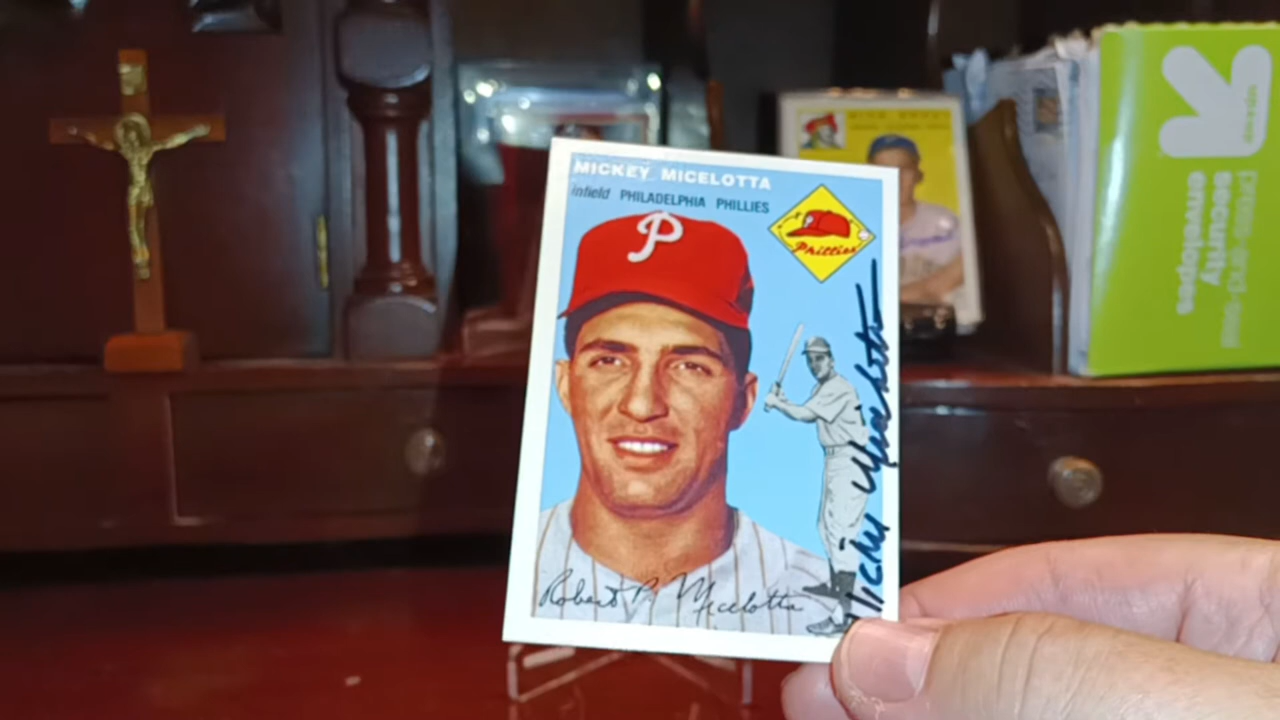 MICKEY MICELOTTA
infield PHILADELPHIA PHILLIES
P
Phillies
Robert P. Micelotta
Mickey Micelotta
security
envelopes